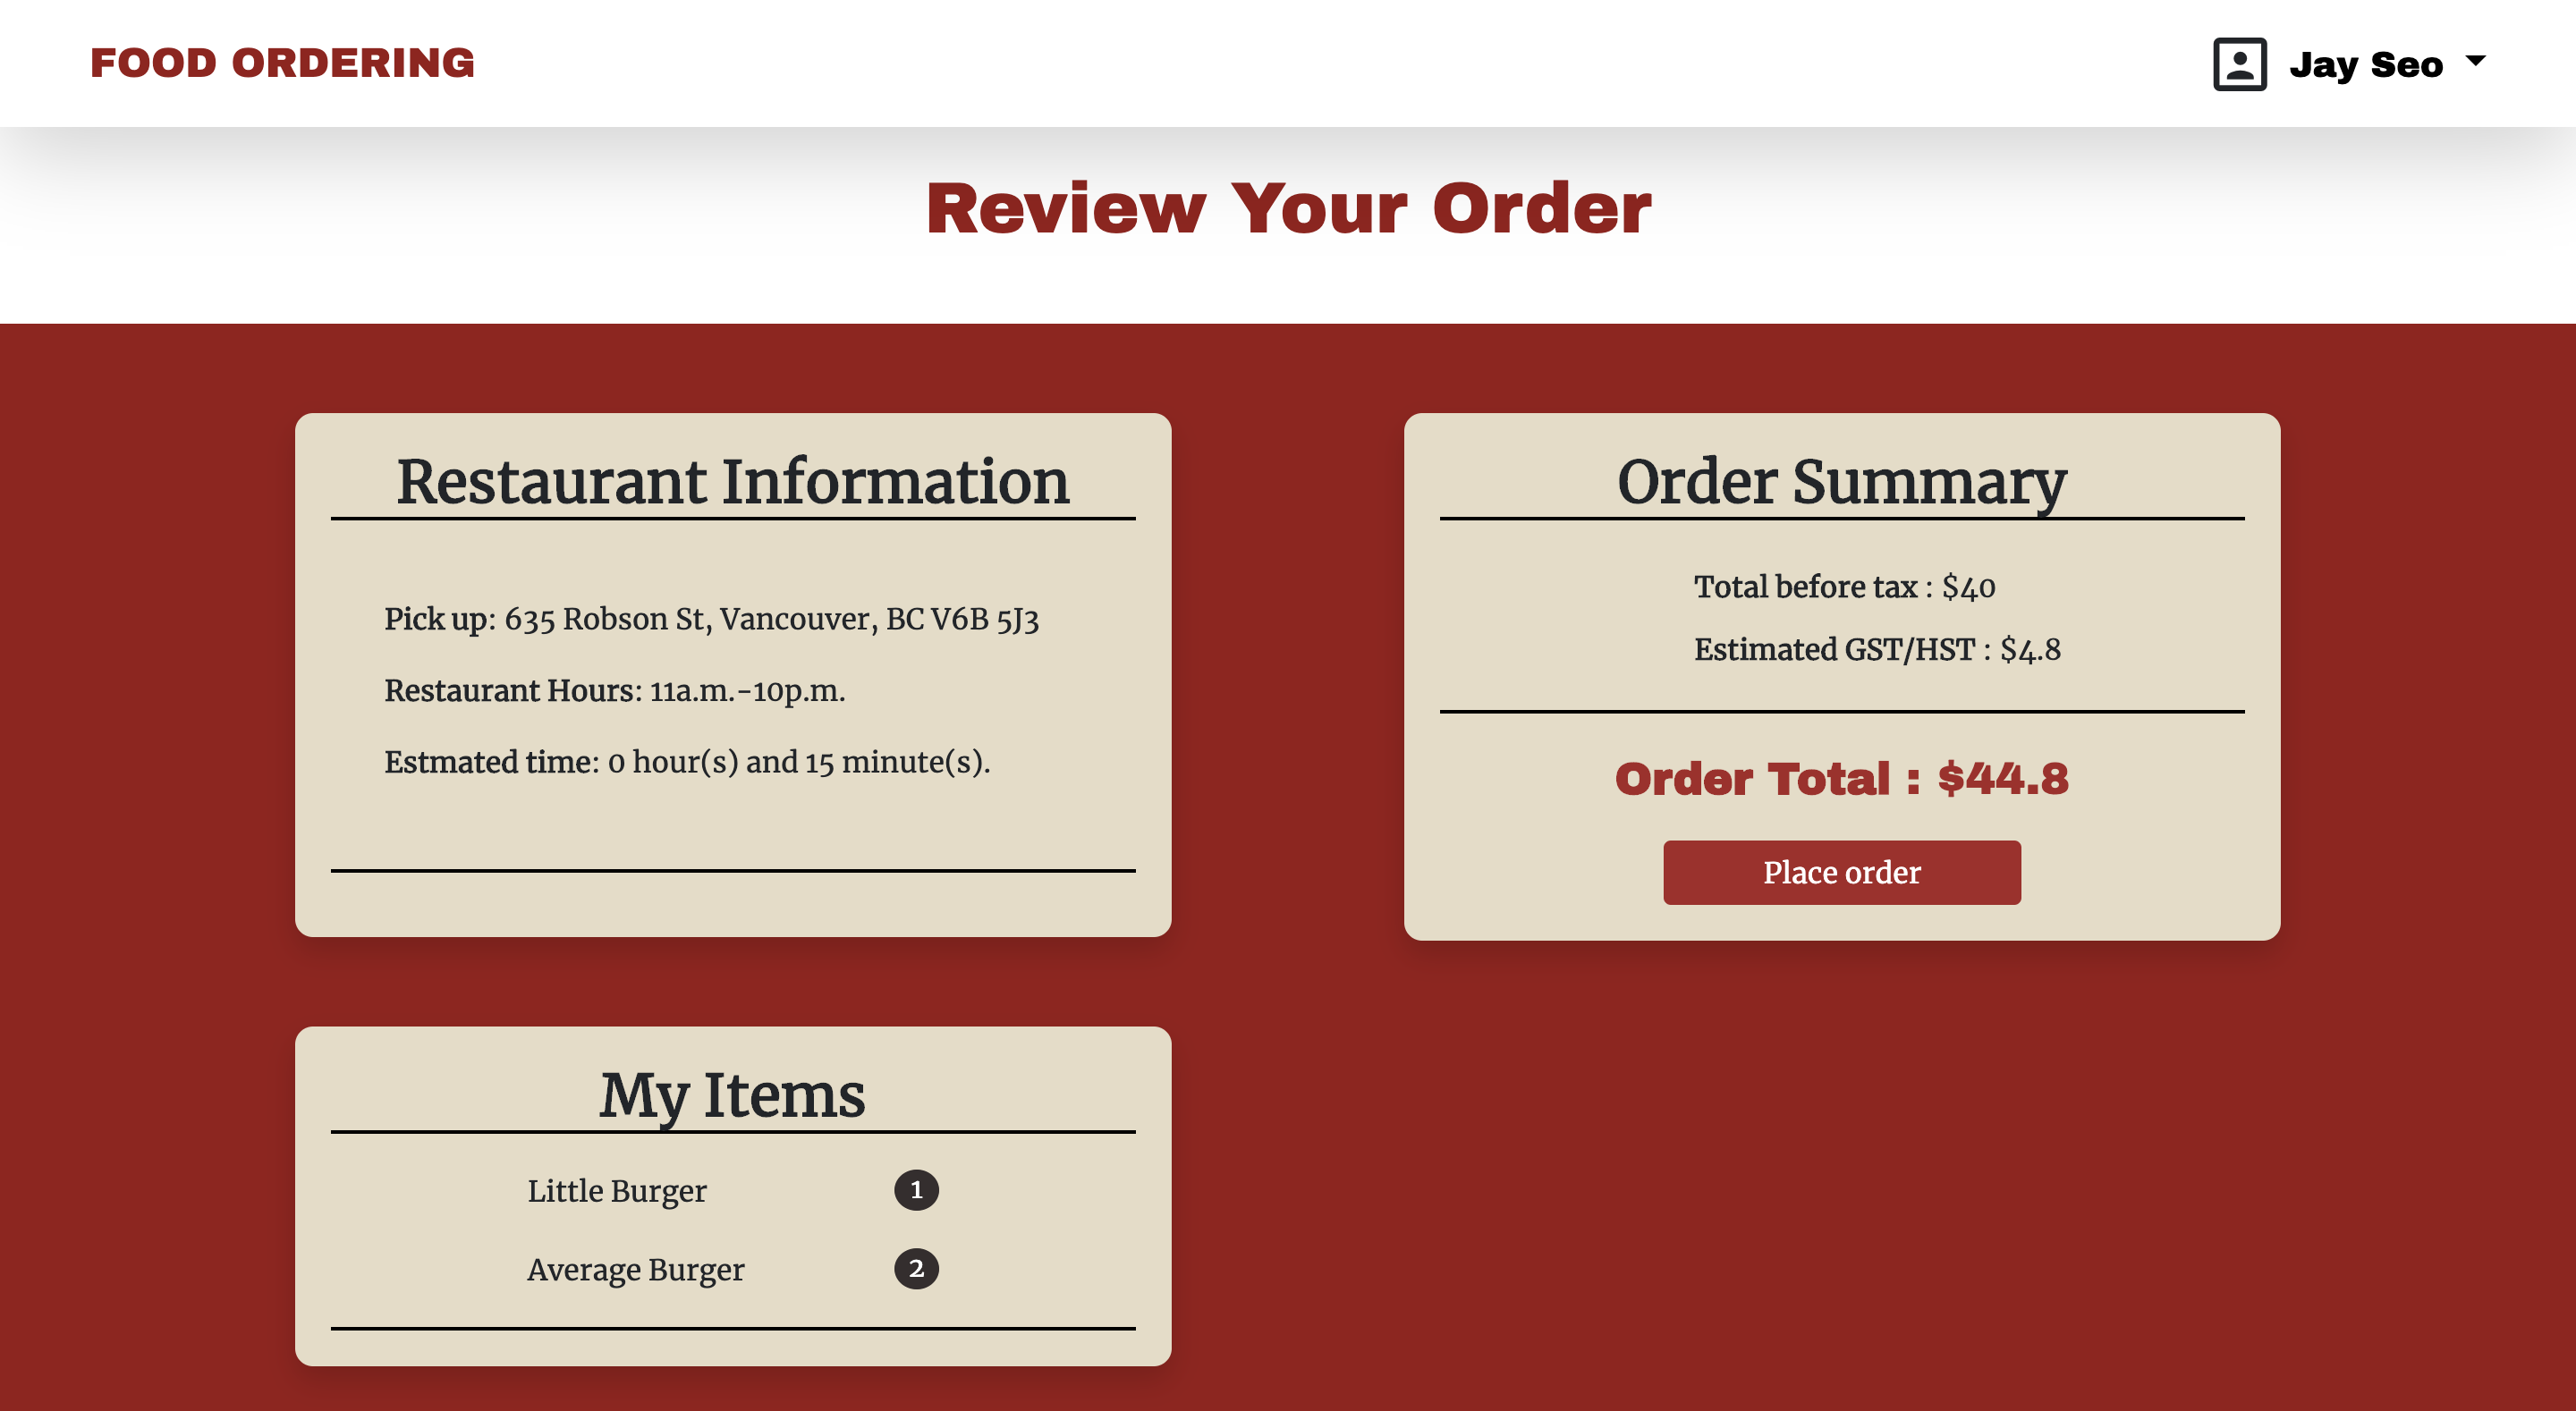 FOOD ORDERING
Jay Seo
Review Your Order
Restaurant Information
Pick up: 635 Robson St, Vancouver, BC V6B 5J3
Restaurant Hours: 11a.m.-10p.m.
Estmated time: 0 hour(s) and 15 minute(s).
Order Summary
Total before tax : $40
Estimated GST/HST : $4.8
Order Total : $44.8
Place order
My Items
Little Burger 1
Average Burger 2